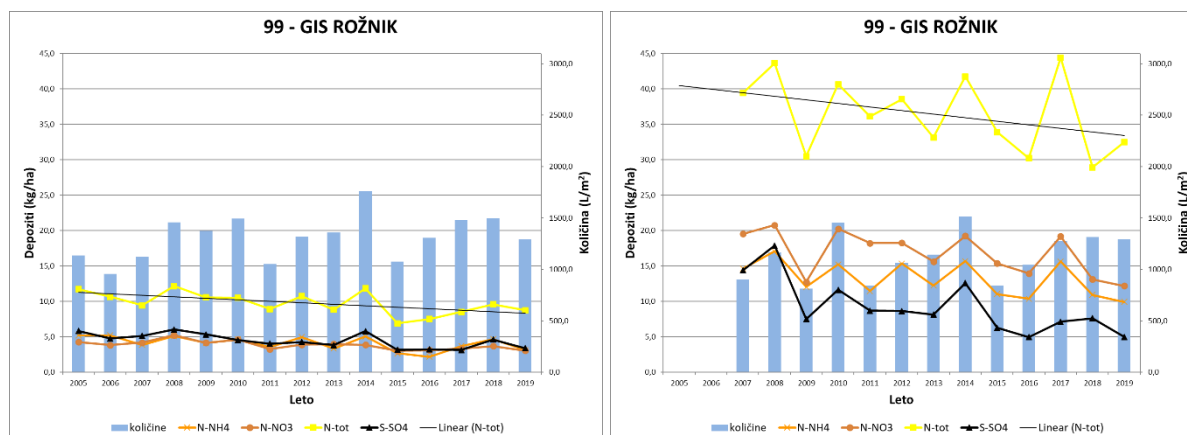 99 - GIS ROŽNIK
45,0
40,0
35,0
30,0
25,0
20,0
15,0
10,0
5,0
0,0
Depoziti (kg/ha)
3000,0
2500,0
2000,0
1500,0
1000,0
500,0
0,0
Količina (L/m²)
2005 2006 2007 2008 2009 2010 2011 2012 2013 2014 2015 2016 2017 2018 2019
Leto
količine N-NH4 N-NO3 N-tot S-SO4 Linear (N-tot)
99 - GIS ROŽNIK
45,0
40,0
35,0
30,0
25,0
20,0
15,0
10,0
5,0
0,0
Depoziti (kg/ha)
3000,0
2500,0
2000,0
1500,0
1000,0
500,0
0,0
Količina (L/m²)
2005 2006 2007 2008 2009 2010 2011 2012 2013 2014 2015 2016 2017 2018 2019
Leto
količine N-NH4 N-NO3 N-tot S-SO4 Linear (N-tot)